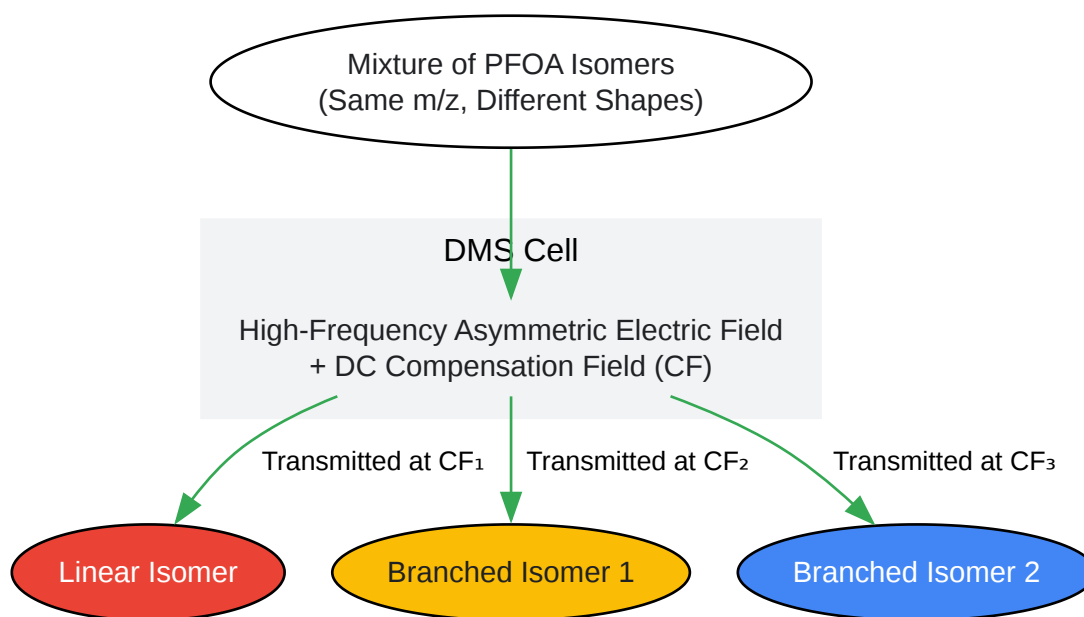 Mixture of PFOA Isomers
(Same m/z, Different Shapes)
DMS Cell
High-Frequency Asymmetric Electric Field
+ DC Compensation Field (CF)
Transmitted at CF₁
Transmitted at CF₂
Transmitted at CF₃
Linear Isomer
Branched Isomer 1
Branched Isomer 2